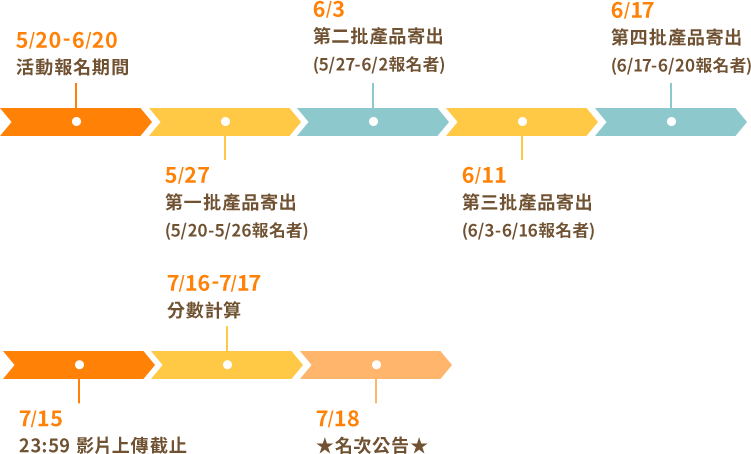 5/20-6/20
活動報名期間
5/27
第一批產品寄出
(5/20-5/26報名者)
6/3
第二批產品寄出
(5/27-6/2報名者)
6/11
第三批產品寄出
(6/3-6/16報名者)
6/17
第四批產品寄出
(6/17-6/20報名者)
7/15
23:59 影片上傳截止
7/16-7/17
分數計算
7/18
★名次公告★